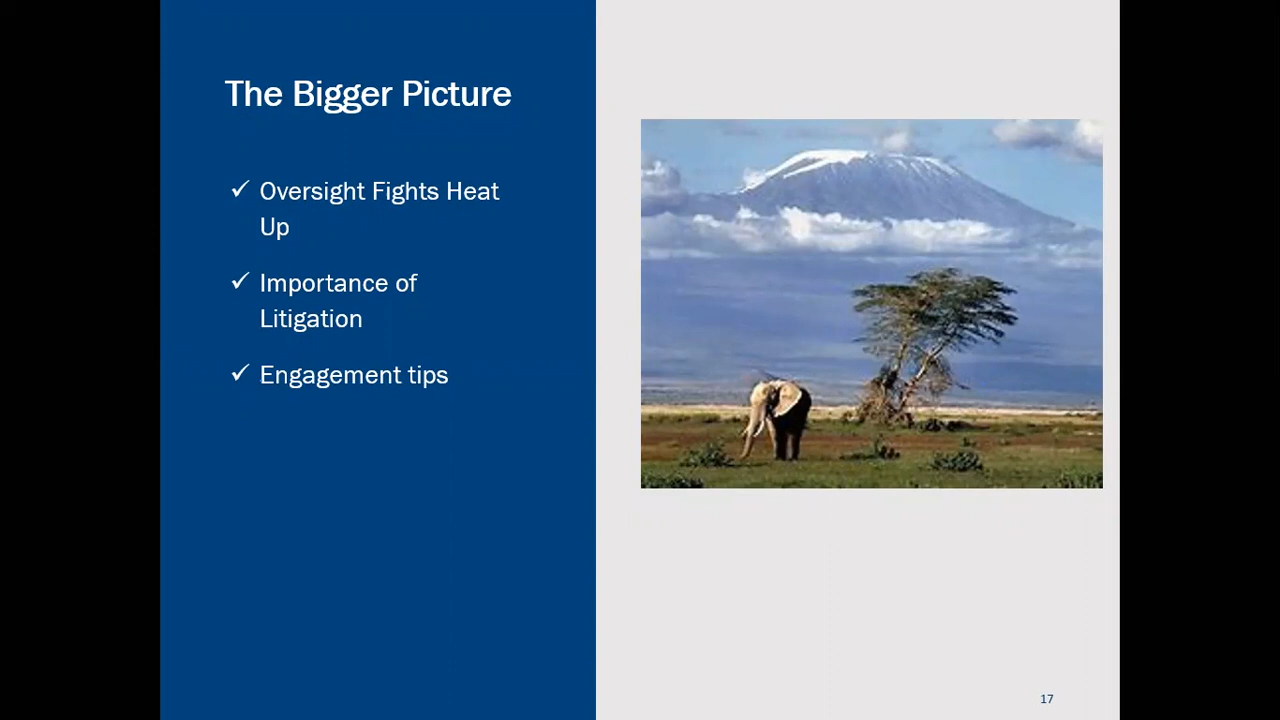 The Bigger Picture
✓ Oversight Fights Heat
Up
✓ Importance of
Litigation
✓ Engagement tips
17